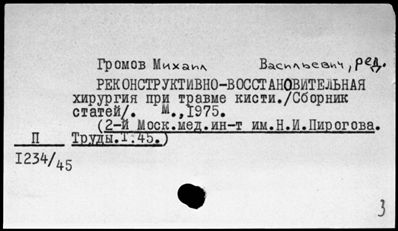 Громов Михаил Васильевич, ред.
РЕКОНСТРУКТИВНО-ВОССТАНОВИТЕЛЬНАЯ
хирургия при травме кисти./Сборник
статей/. М.,1975.
(2-й Моск.мед.ин-т им.Н.И.Пирогова.
П Труды.Т.45.)
I234/45
3